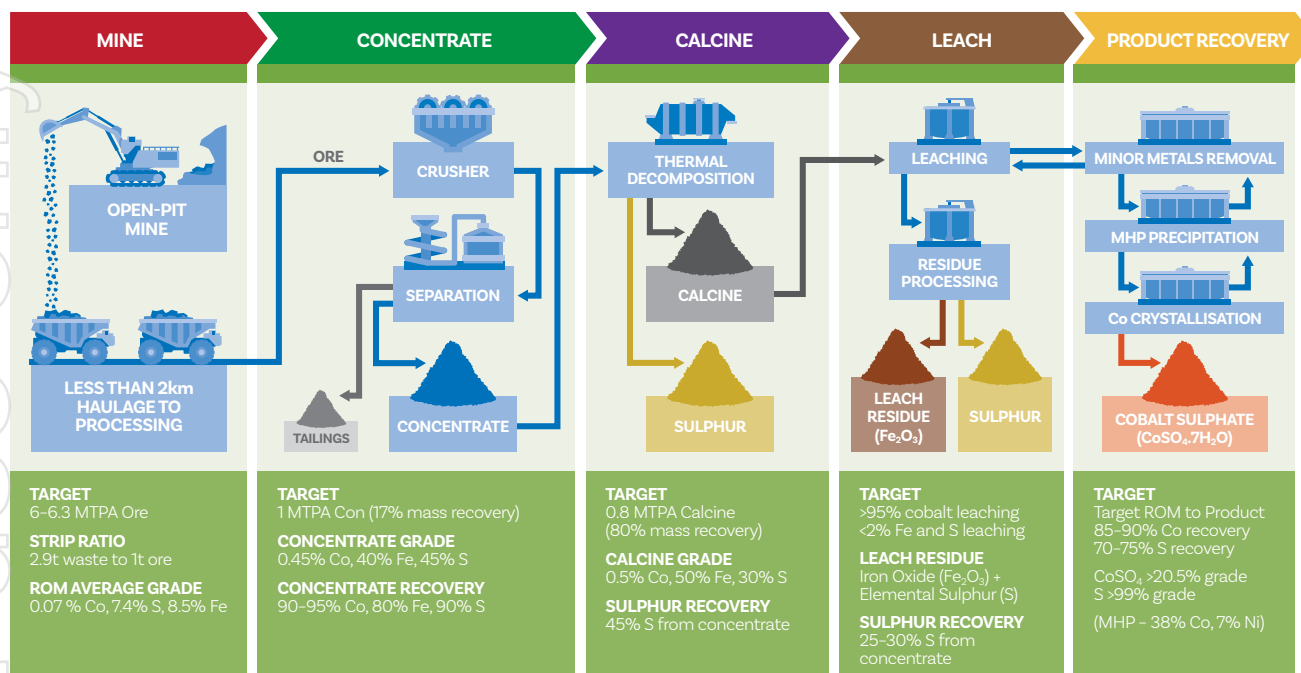 MINE
CONCENTRATE
CALCINE
LEACH
PRODUCT RECOVERY
OPEN-PIT
MINE
LESS THAN 2km
HAULAGE TO
PROCESSING
ORE
CRUSHER
SEPARATION
TAILINGS
CONCENTRATE
THERMAL
DECOMPOSITION
CALCINE
SULPHUR
LEACHING
RESIDUE
PROCESSING
LEACH
RESIDUE
(Fe₂O₃)
SULPHUR
MINOR METALS REMOVAL
MHP PRECIPITATION
Co CRYSTALLISATION
COBALT SULPHATE
(CoSO₄.7H₂O)
TARGET
6–6.3 MTPA Ore
STRIP RATIO
2.9t waste to 1t ore
ROM AVERAGE GRADE
0.07 % Co, 7.4% S, 8.5% Fe
TARGET
1 MTPA Con (17% mass recovery)
CONCENTRATE GRADE
0.45% Co, 40% Fe, 45% S
CONCENTRATE RECOVERY
90–95% Co, 80% Fe, 90% S
TARGET
0.8 MTPA Calcine
(80% mass recovery)
CALCINE GRADE
0.5% Co, 50% Fe, 30% S
SULPHUR RECOVERY
45% S from concentrate
TARGET
>95% cobalt leaching
<2% Fe and S leaching
LEACH RESIDUE
Iron Oxide (Fe₂O₃) +
Elemental Sulphur (S)
SULPHUR RECOVERY
25–30% S from
concentrate
TARGET
Target ROM to Product
85–90% Co recovery
70–75% S recovery
CoSO₄ >20.5% grade
S >99% grade
(MHP – 38% Co, 7% Ni)